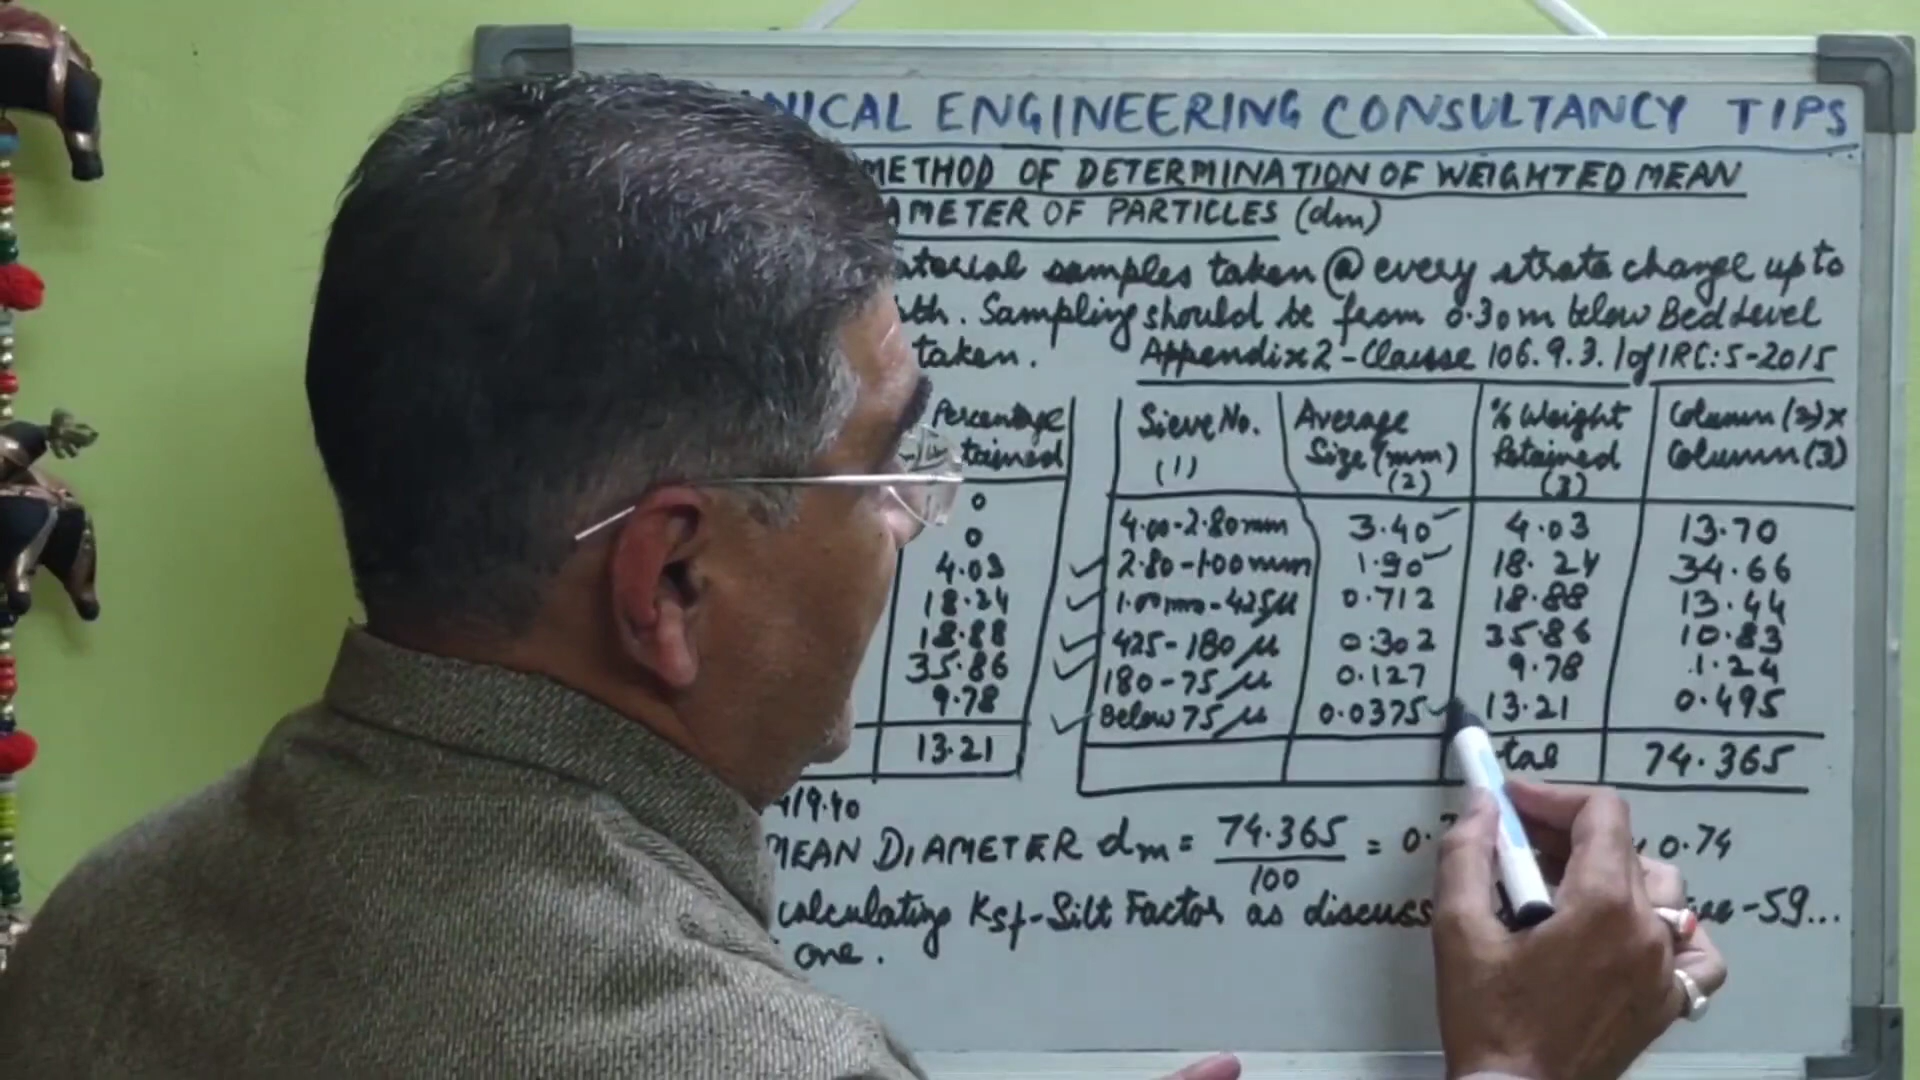 ENGINEERING CONSULTANCY TIPS
METHOD OF DETERMINATION OF WEIGHTED MEAN
OF PARTICLES (dm)
samples taken @ every strata change up to
Sampling should be from 0.30m below Bed Level
taken.
Appendix 2 - Clause 106.9.3.1 of IRC:5-2015
Percentage
0
0
4.03
18.24
18.88
35.86
9.78
13.21
Sieve No. (1) Average Size (mm) (2) % Weight Retained (3) Column (2) x Column (3)
4.00-2.80mm 3.40 4.03 13.70
2.80-1.00mm 1.90 18.24 34.66
1.00mm-425µ 0.712 18.88 13.44
425-180µ 0.302 35.86 10.83
180-75µ 0.127 9.78 1.24
Below 75µ 0.0375 13.21 0.495
74.365
419.40
MEAN DIAMETER dm = 74.365 / 100 = 0.74
calculating Ksf-Silt Factor as -59...
one.